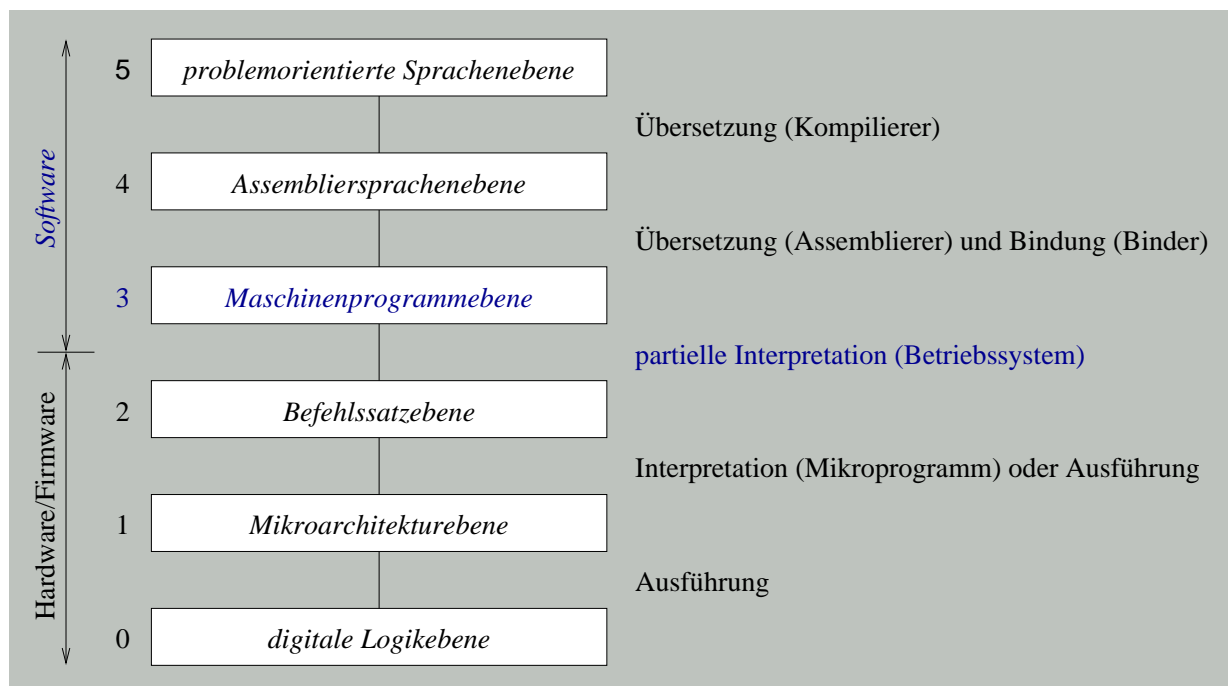 5
problemorientierte Sprachenebene
Übersetzung (Kompilierer)
4
Assembliersprachenebene
Übersetzung (Assemblierer) und Bindung (Binder)
Software
3
Maschinenprogrammebene
partielle Interpretation (Betriebssystem)
2
Befehlssatzebene
Interpretation (Mikroprogramm) oder Ausführung
Hardware/Firmware
1
Mikroarchitekturebene
Ausführung
0
digitale Logikebene